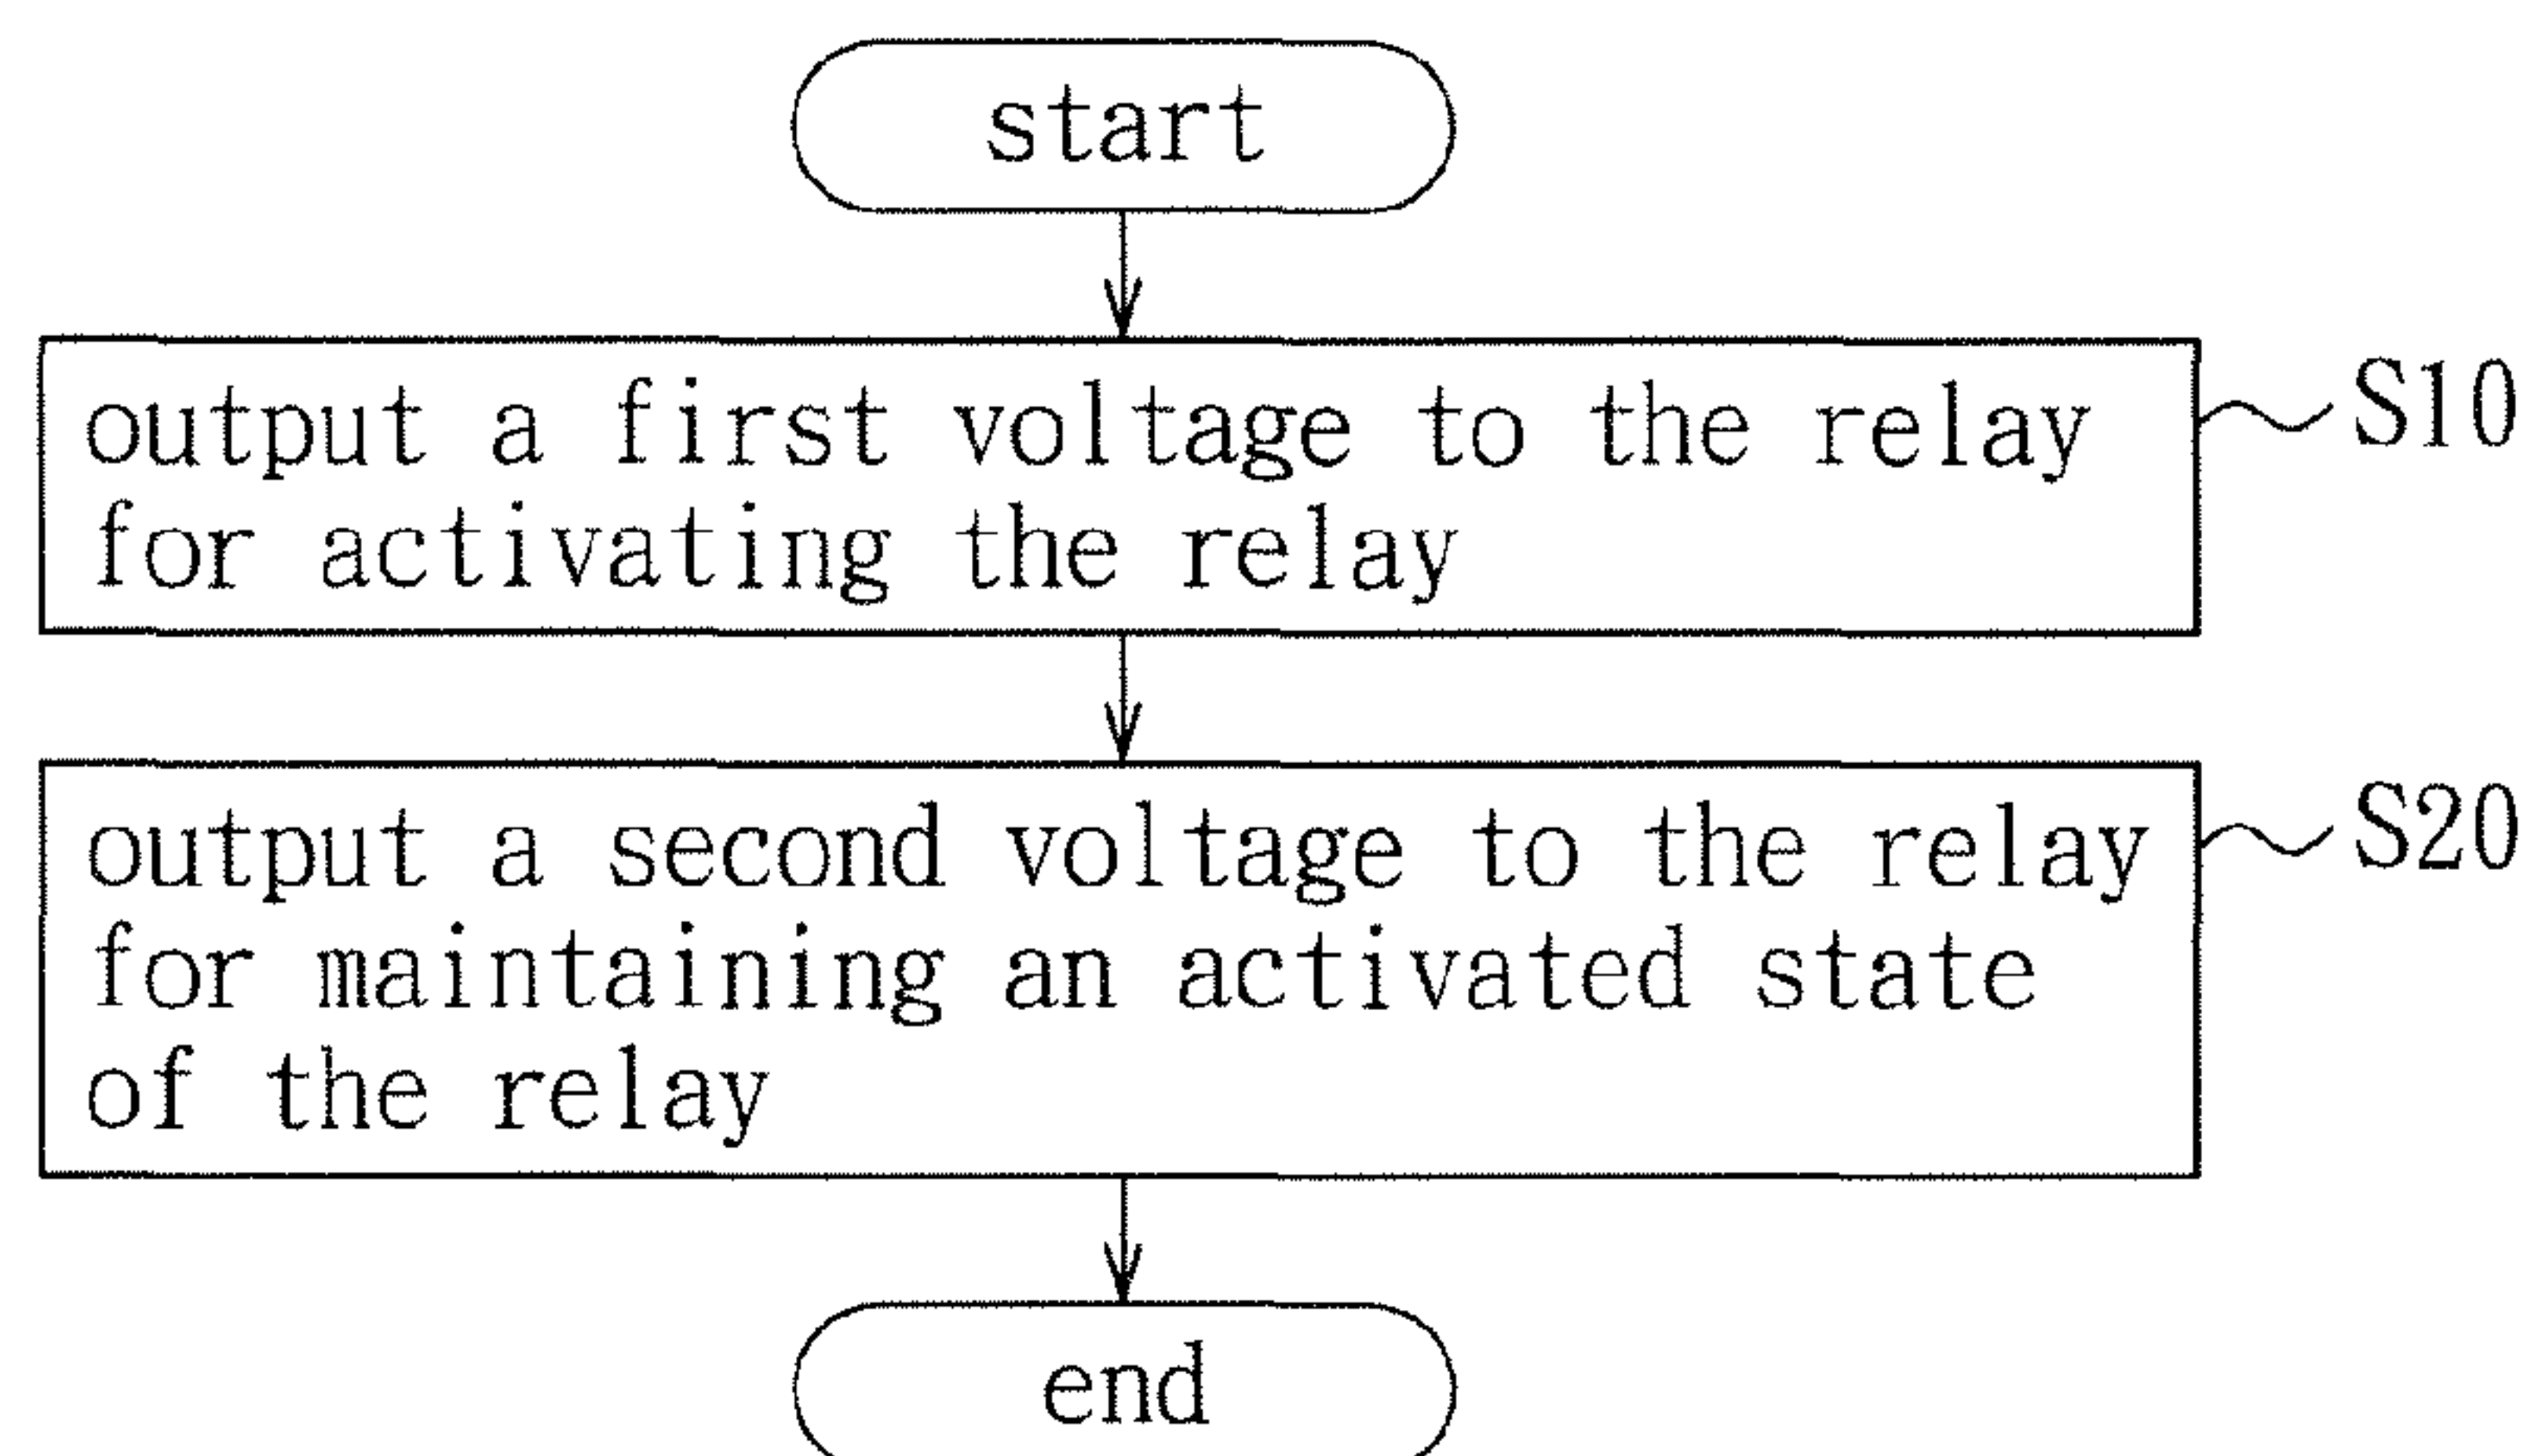 start
output a first voltage to the relay
for activating the relay
S10
output a second voltage to the relay
for maintaining an activated state
of the relay
S20
end